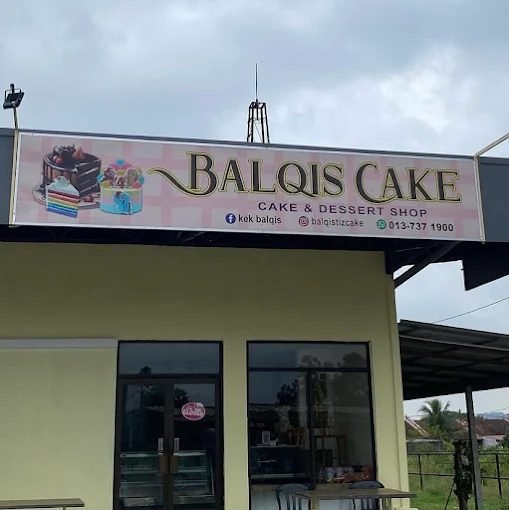 BALQIS CAKE
CAKE & DESSERT SHOP
kek balqis balqistizcake 013-737 1900